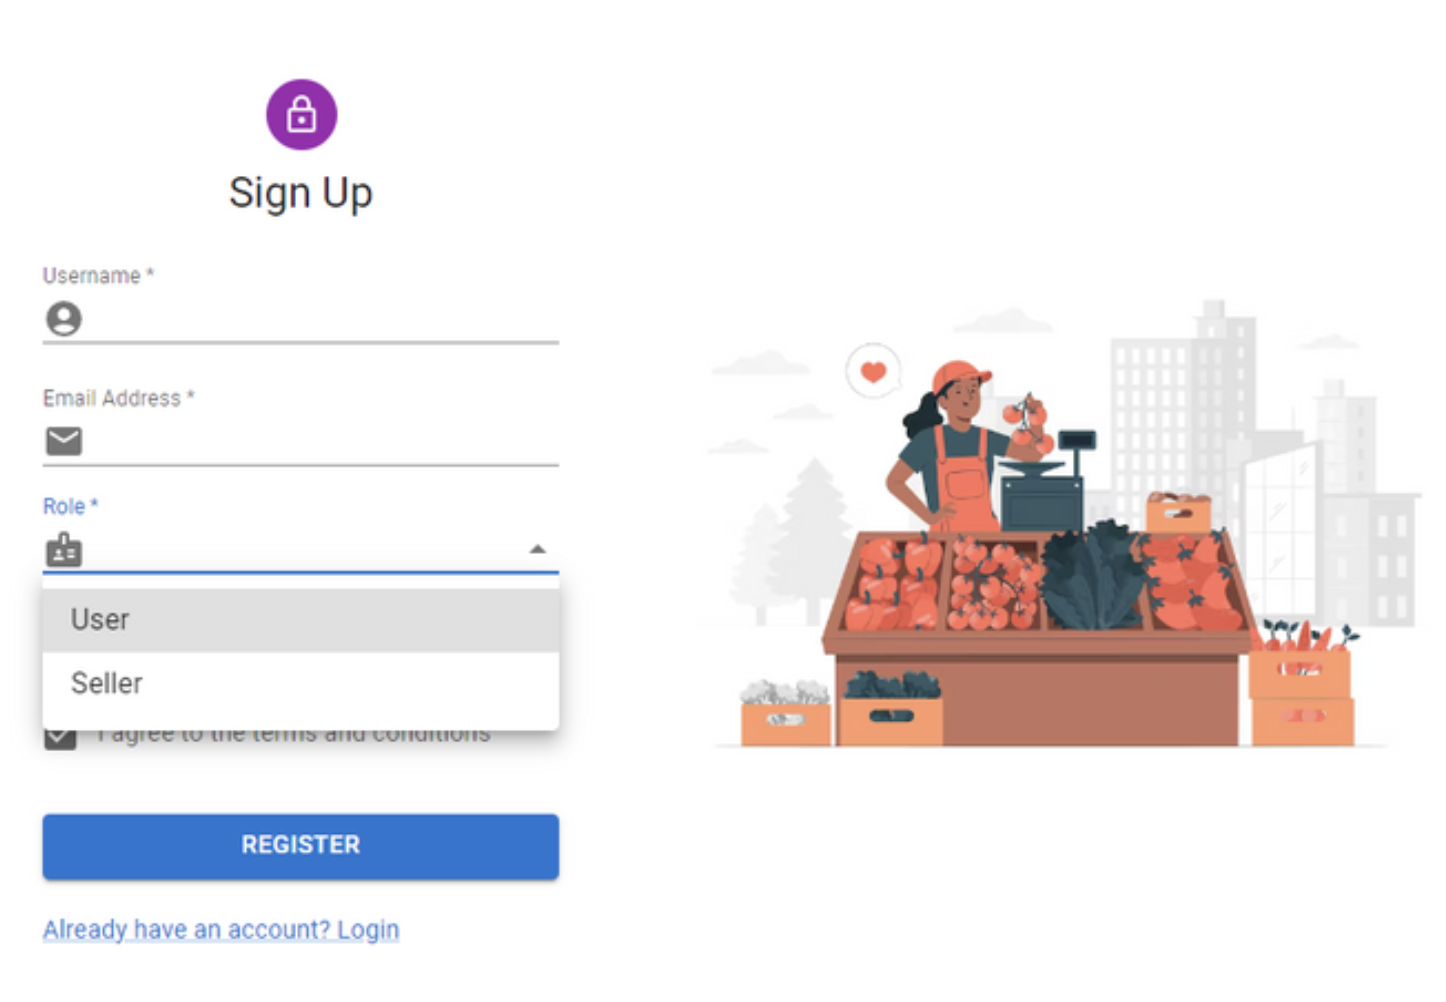 Sign Up
Username *
Email Address *
Role *
User
Seller
I agree to the terms and conditions
REGISTER
Already have an account? Login